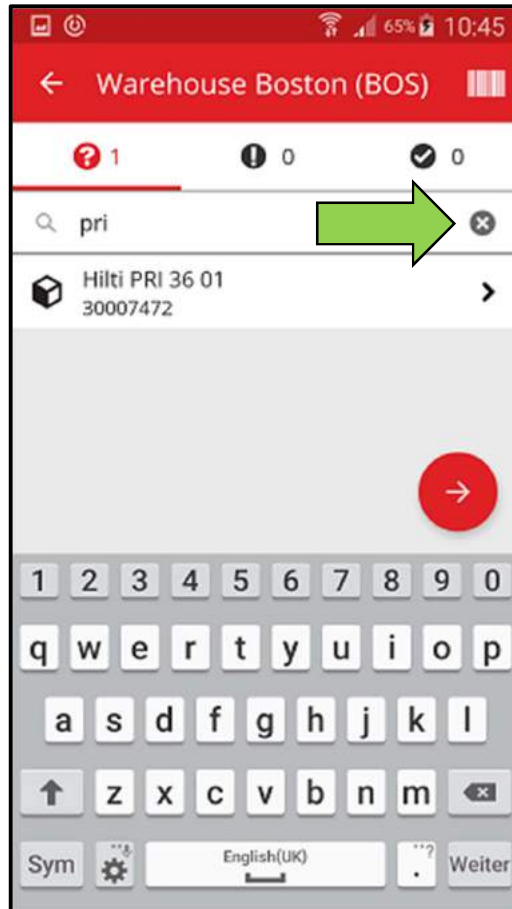 65% 10:45
Warehouse Boston (BOS)
1 0 0
pri
Hilti PRI 36 01
30007472
1 2 3 4 5 6 7 8 9 0
q w e r t y u i o p
a s d f g h j k l
z x c v b n m
Sym English(UK) . ? Weiter